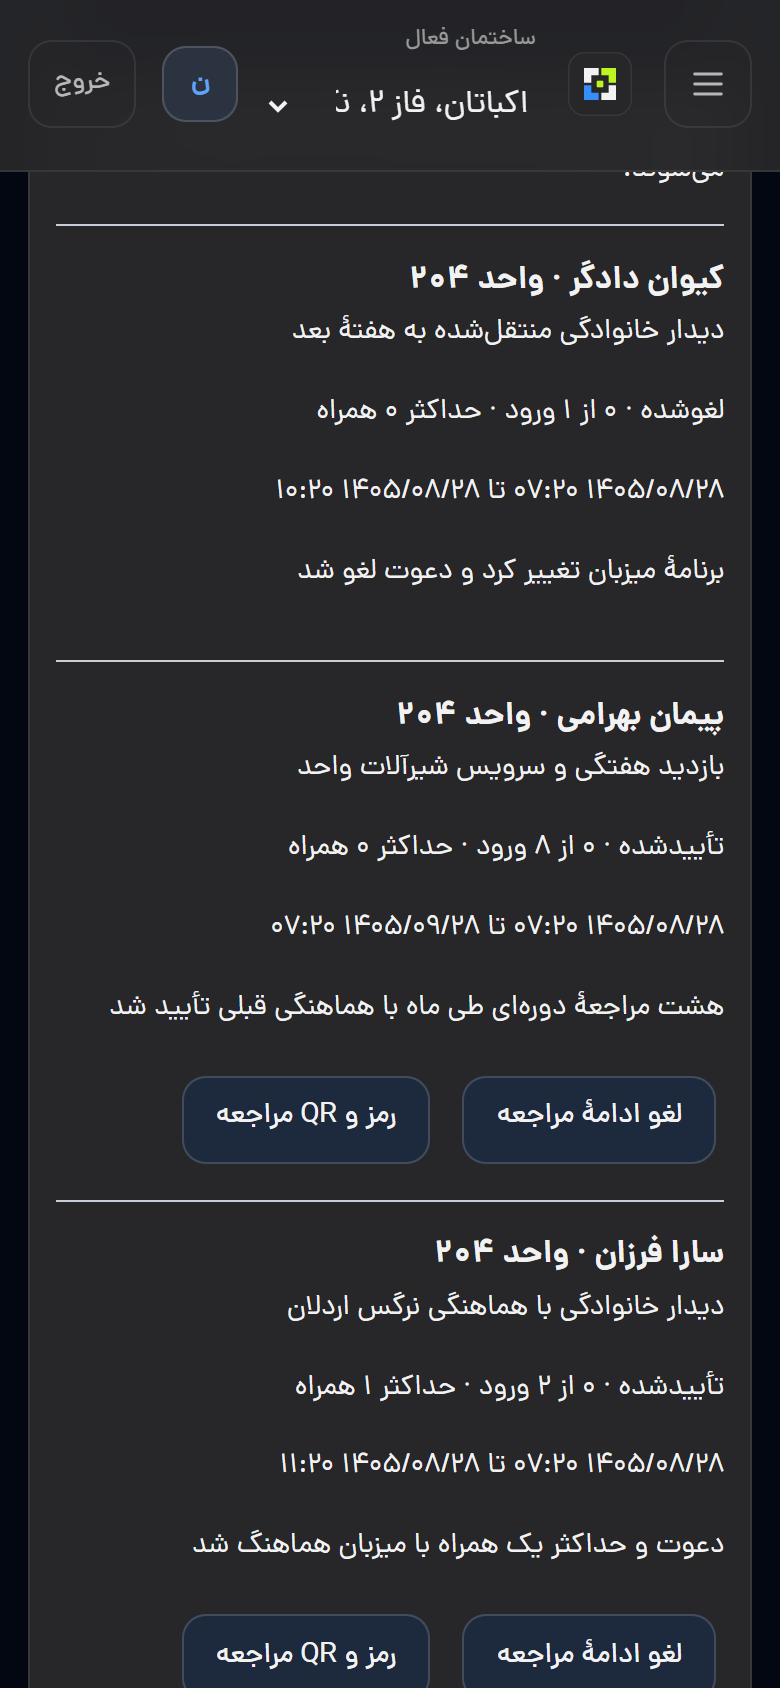 ساختمان فعال
اکباتان، فاز ۲،
ن
خروج
کیوان دادگر · واحد ۲۰۴
دیدار خانوادگی منتقل‌شده به هفتهٔ بعد
لغوشده · ۰ از ۱ ورود · حداکثر ۰ همراه
۱۴۰۵/۰۸/۲۸ ۰۷:۲۰ تا ۱۴۰۵/۰۸/۲۸ ۱۰:۲۰
برنامهٔ میزبان تغییر کرد و دعوت لغو شد
پیمان بهرامی · واحد ۲۰۴
بازدید هفتگی و سرویس شیرآلات واحد
تأییدشده · ۰ از ۸ ورود · حداکثر ۰ همراه
۱۴۰۵/۰۸/۲۸ ۰۷:۲۰ تا ۱۴۰۵/۰۹/۲۸ ۰۷:۲۰
هشت مراجعهٔ دوره‌ای طی ماه با هماهنگی قبلی تأیید شد
لغو ادامهٔ مراجعه
رمز و QR مراجعه
سارا فرزان · واحد ۲۰۴
دیدار خانوادگی با هماهنگی نرگس اردلان
تأییدشده · ۰ از ۲ ورود · حداکثر ۱ همراه
۱۴۰۵/۰۸/۲۸ ۰۷:۲۰ تا ۱۴۰۵/۰۸/۲۸ ۱۱:۲۰
دعوت و حداکثر یک همراه با میزبان هماهنگ شد
لغو ادامهٔ مراجعه
رمز و QR مراجعه